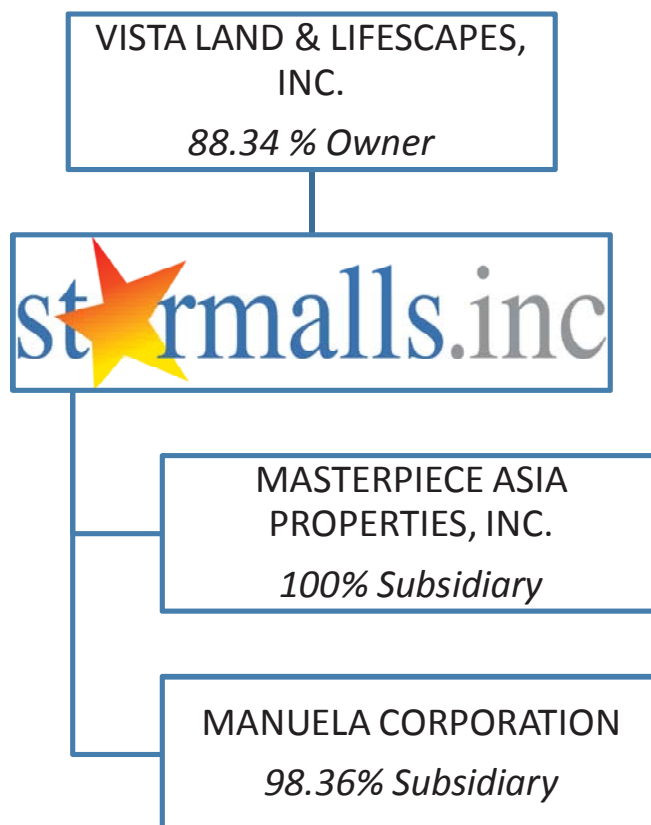 VISTA LAND & LIFESCAPES,
INC.
88.34 % Owner
starmalls.inc
MASTERPIECE ASIA
PROPERTIES, INC.
100% Subsidiary
MANUELA CORPORATION
98.36% Subsidiary